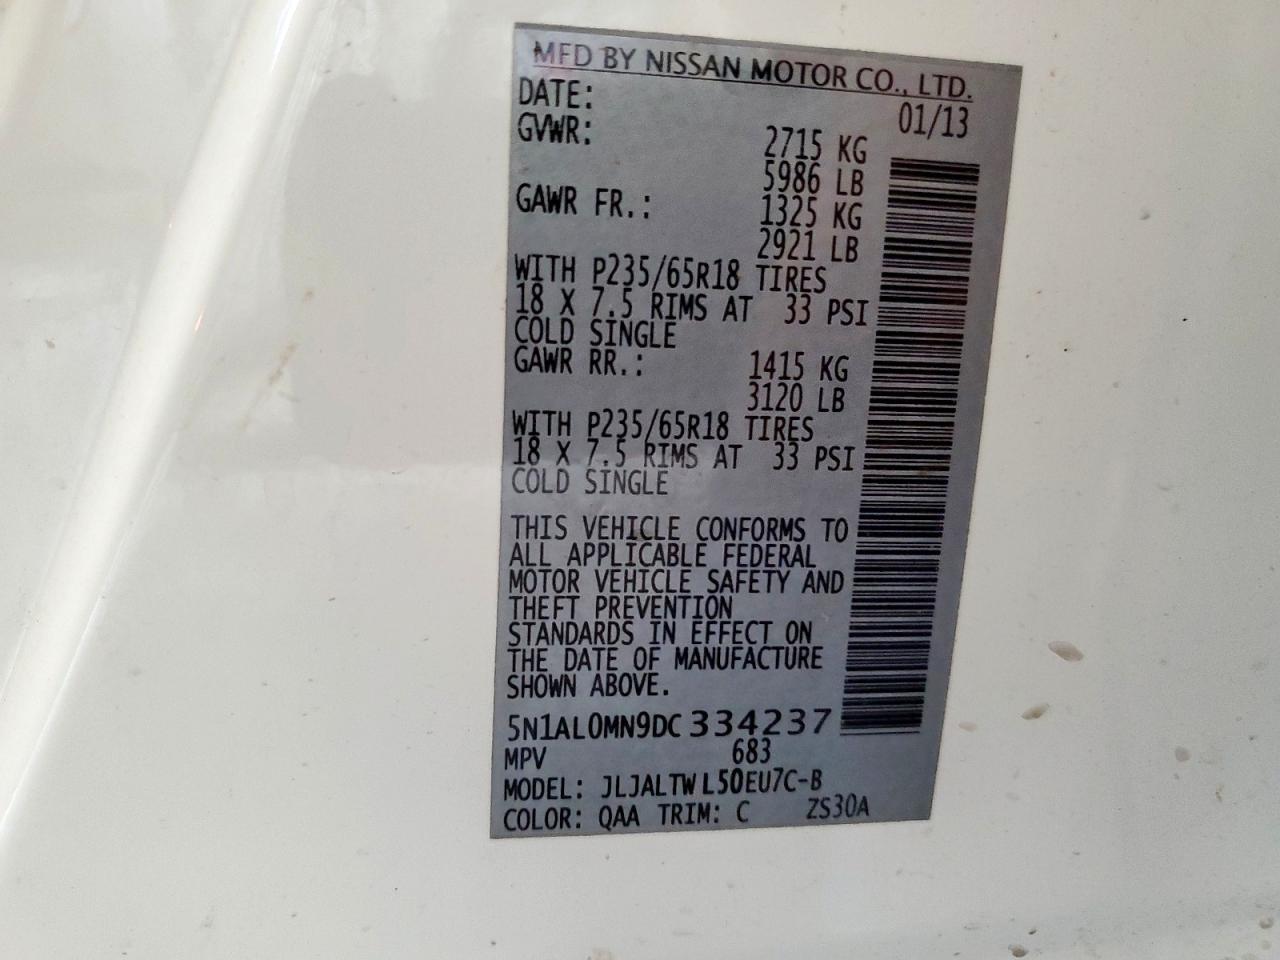 MFD BY NISSAN MOTOR CO., LTD.
DATE: 01/13
GVWR: 2715 KG
5986 LB
GAWR FR.: 1325 KG
2921 LB
WITH P235/65R18 TIRES
18 X 7.5 RIMS AT 33 PSI
COLD SINGLE
GAWR RR.: 1415 KG
3120 LB
WITH P235/65R18 TIRES
18 X 7.5 RIMS AT 33 PSI
COLD SINGLE
THIS VEHICLE CONFORMS TO
ALL APPLICABLE FEDERAL
MOTOR VEHICLE SAFETY AND
THEFT PREVENTION
STANDARDS IN EFFECT ON
THE DATE OF MANUFACTURE
SHOWN ABOVE.
5N1AL0MN9DC334237
MPV 683
MODEL: JLJALTWL50EU7C-B
COLOR: QAA TRIM: C ZS30A